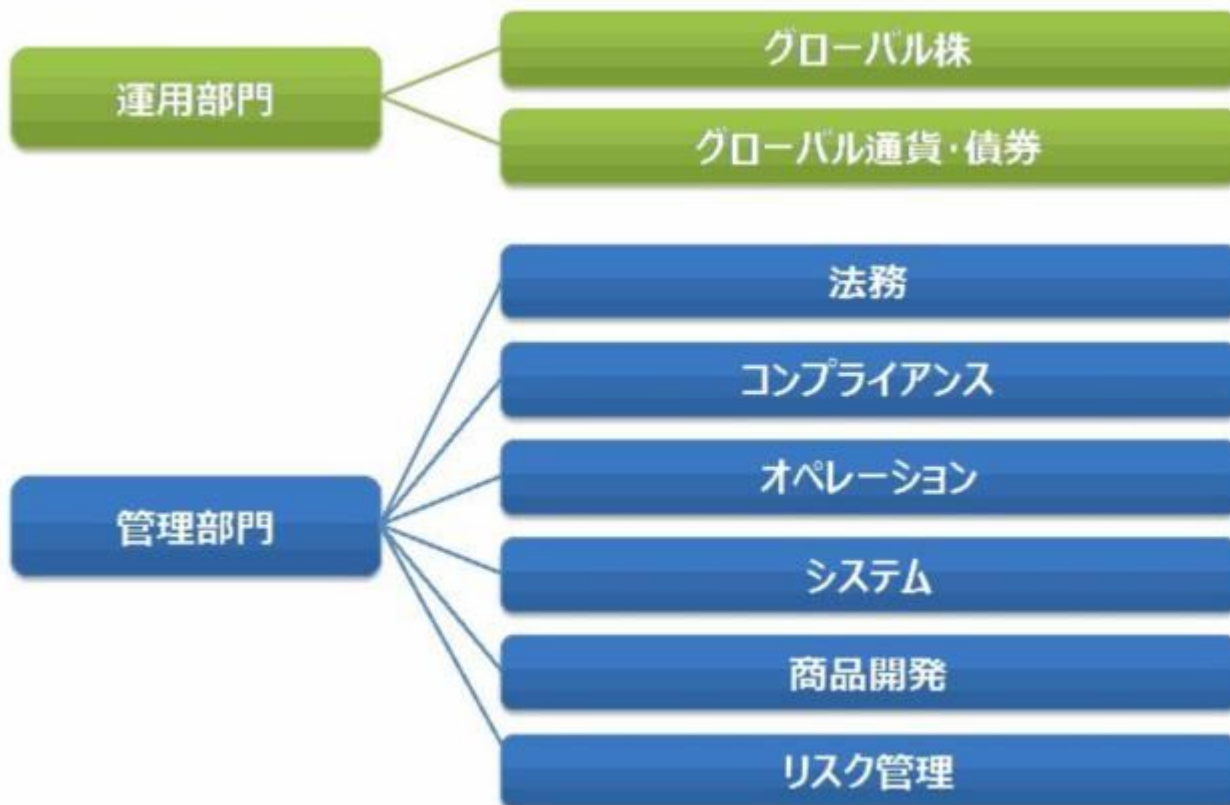 運用部門
グローバル株
グローバル通貨・債券
管理部門
法務
コンプライアンス
オペレーション
システム
商品開発
リスク管理